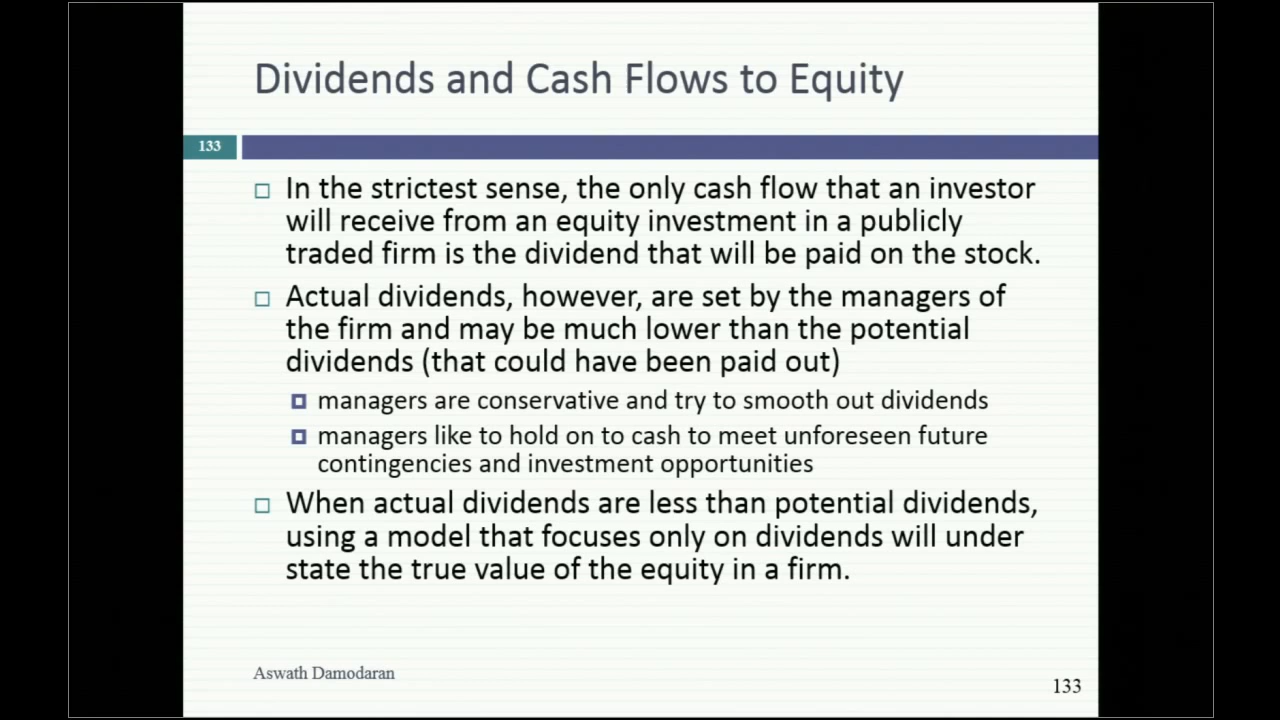 Dividends and Cash Flows to Equity
133
In the strictest sense, the only cash flow that an investor
will receive from an equity investment in a publicly
traded firm is the dividend that will be paid on the stock.
Actual dividends, however, are set by the managers of
the firm and may be much lower than the potential
dividends (that could have been paid out)
managers are conservative and try to smooth out dividends
managers like to hold on to cash to meet unforeseen future
contingencies and investment opportunities
When actual dividends are less than potential dividends,
using a model that focuses only on dividends will under
state the true value of the equity in a firm.
Aswath Damodaran
133